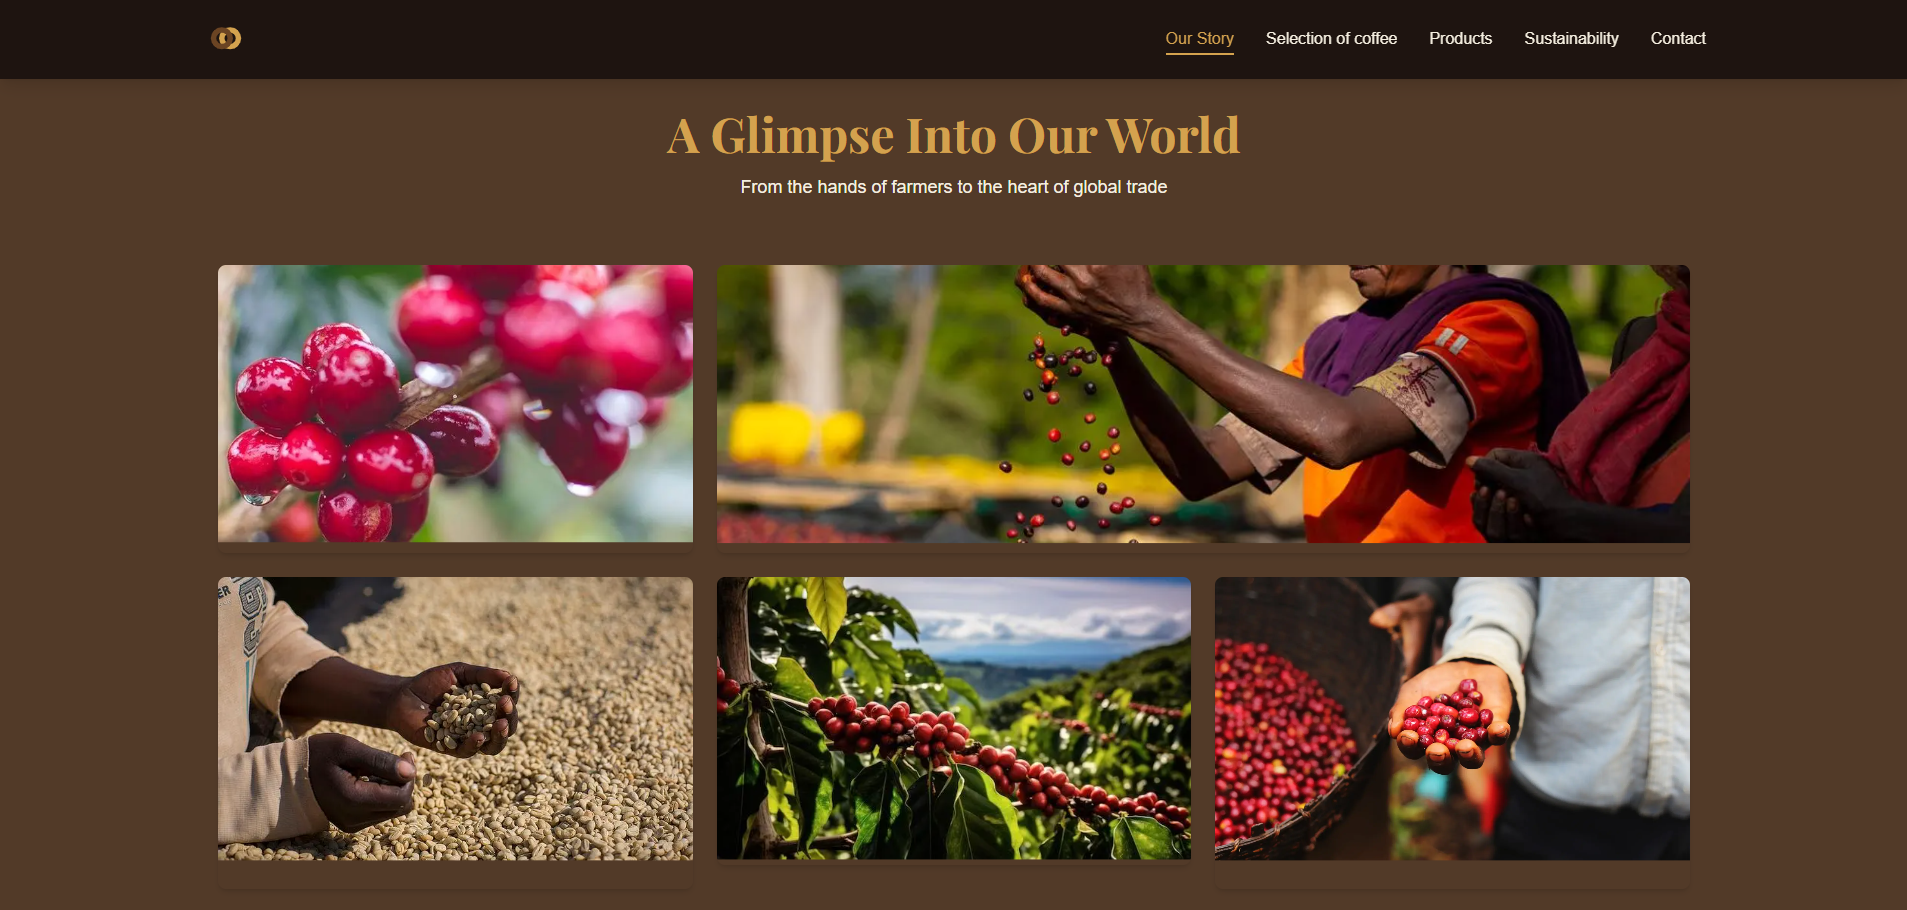 Our Story
Selection of coffee
Products
Sustainability
Contact
A Glimpse Into Our World
From the hands of farmers to the heart of global trade
ER